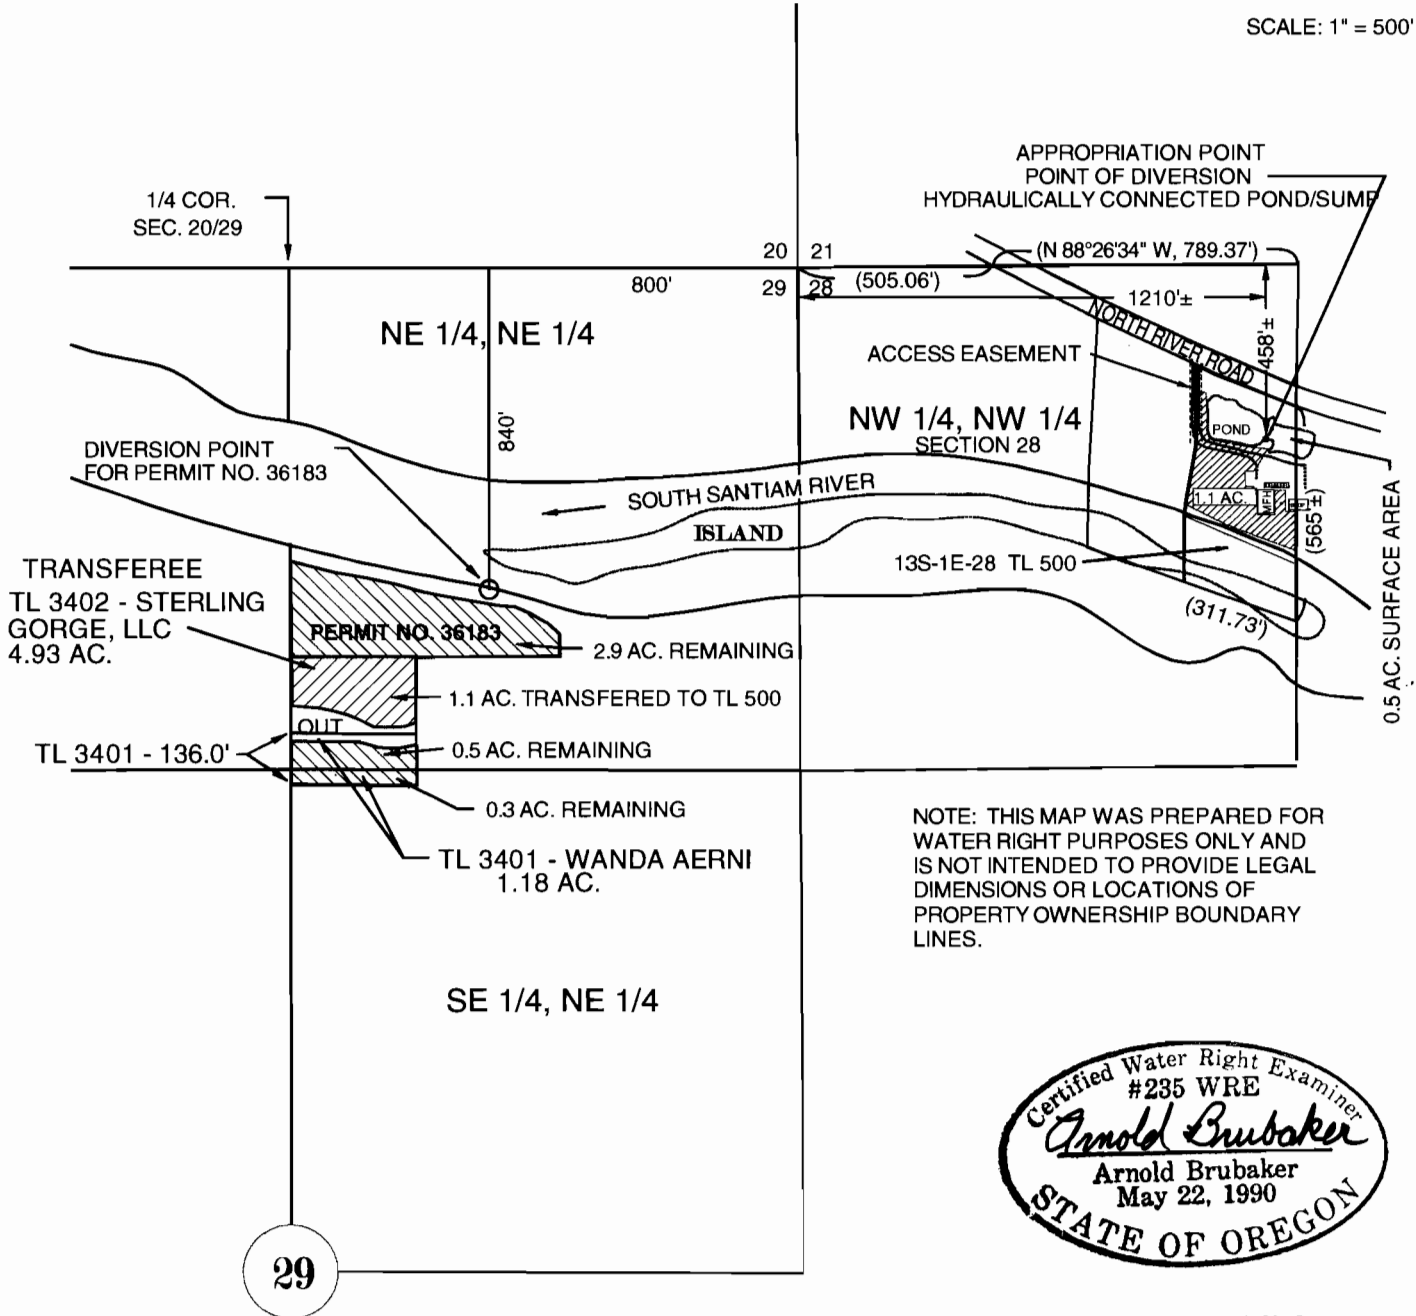 SCALE: 1" = 500'
APPROPRIATION POINT
POINT OF DIVERSION
HYDRAULICALLY CONNECTED POND/SUMP
1/4 COR.
SEC. 20/29
20 21
29 28
(N 88°26'34" W, 789.37')
(505.06')
800'
1210'±
458'±
NORTH RIVER ROAD
NE 1/4, NE 1/4
ACCESS EASEMENT
NW 1/4, NW 1/4
SECTION 28
POND
840'
DIVERSION POINT
FOR PERMIT NO. 36183
SOUTH SANTIAM RIVER
ISLAND
1.1 AC.
MFH
(565'±)
0.5 AC. SURFACE AREA
13S-1E-28 TL 500
(311.73')
TRANSFEREE
TL 3402 - STERLING
GORGE, LLC
4.93 AC.
PERMIT NO. 36183
2.9 AC. REMAINING
1.1 AC. TRANSFERED TO TL 500
OUT
TL 3401 - 136.0'
0.5 AC. REMAINING
0.3 AC. REMAINING
TL 3401 - WANDA AERNI
1.18 AC.
NOTE: THIS MAP WAS PREPARED FOR
WATER RIGHT PURPOSES ONLY AND
IS NOT INTENDED TO PROVIDE LEGAL
DIMENSIONS OR LOCATIONS OF
PROPERTY OWNERSHIP BOUNDARY
LINES.
SE 1/4, NE 1/4
Certified Water Right Examiner
#235 WRE
Arnold Brubaker
Arnold Brubaker
May 22, 1990
STATE OF OREGON
29